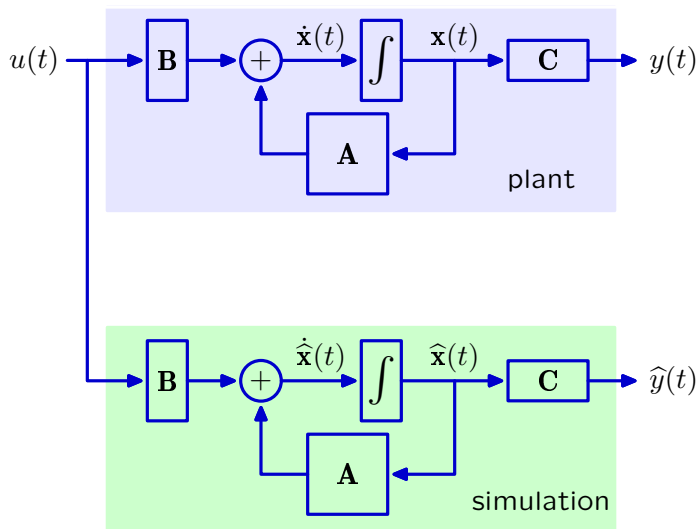 ẋ(t) x(t)
u(t) B + ∫ C y(t)
A
plant
ẋ̂(t) x̂(t)
B + ∫ C ŷ(t)
A
simulation